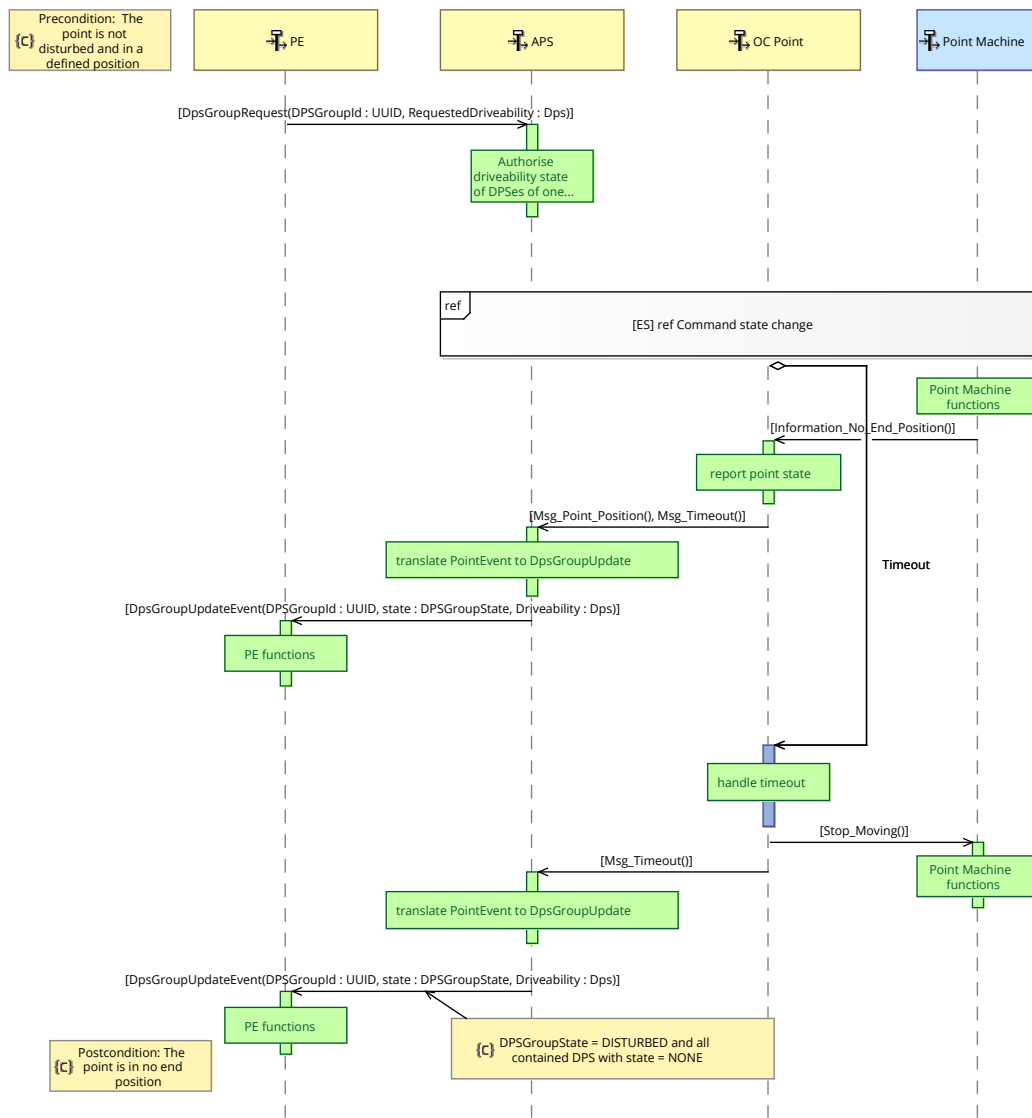 Precondition:  The
point is not
disturbed and in a
defined position
PE
APS
OC Point
Point Machine
[DpsGroupRequest(DPSGroupId : UUID, RequestedDriveability : Dps)]
Authorise
driveability state
of DPSes of one...
ref
[ES] ref Command state change
Point Machine
functions
[Information_No_End_Position()]
report point state
[Msg_Point_Position(), Msg_Timeout()]
translate PointEvent to DpsGroupUpdate
Timeout
[DpsGroupUpdateEvent(DPSGroupId : UUID, state : DPSGroupState, Driveability : Dps)]
PE functions
handle timeout
[Stop_Moving()]
[Msg_Timeout()]
Point Machine
functions
translate PointEvent to DpsGroupUpdate
[DpsGroupUpdateEvent(DPSGroupId : UUID, state : DPSGroupState, Driveability : Dps)]
PE functions
{C} DPSGroupState = DISTURBED and all
contained DPS with state = NONE
Postcondition: The
{C} point is in no end
position